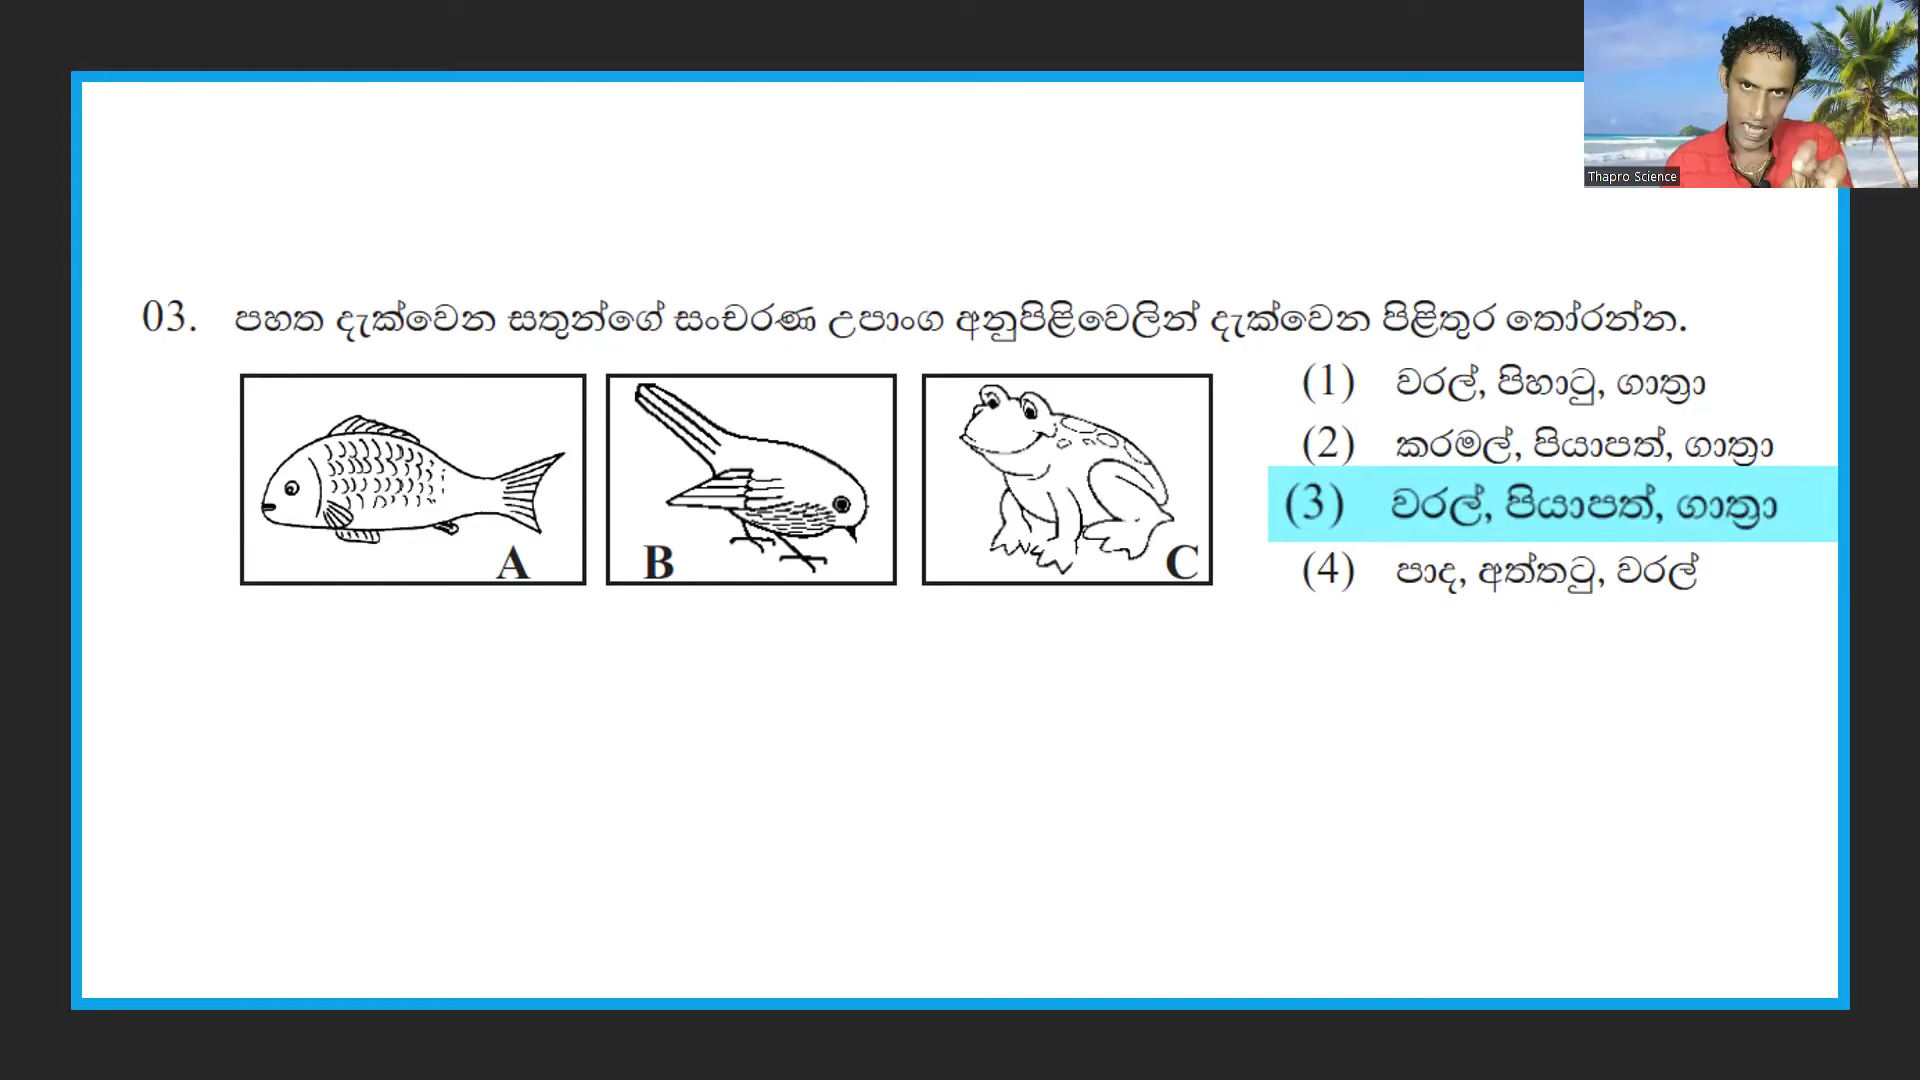 Thapro Science
03. පහත දැක්වෙන සතුන්ගේ සංචරණ උපාංග අනුපිළිවෙලින් දැක්වෙන පිළිතුර තෝරන්න.
A
B
C
(1) වරල්, පිහාටු, ගාත්‍රා
(2) කරමල්, පියාපත්, ගාත්‍රා
(3) වරල්, පියාපත්, ගාත්‍රා
(4) පාද, අත්තටු, වරල්